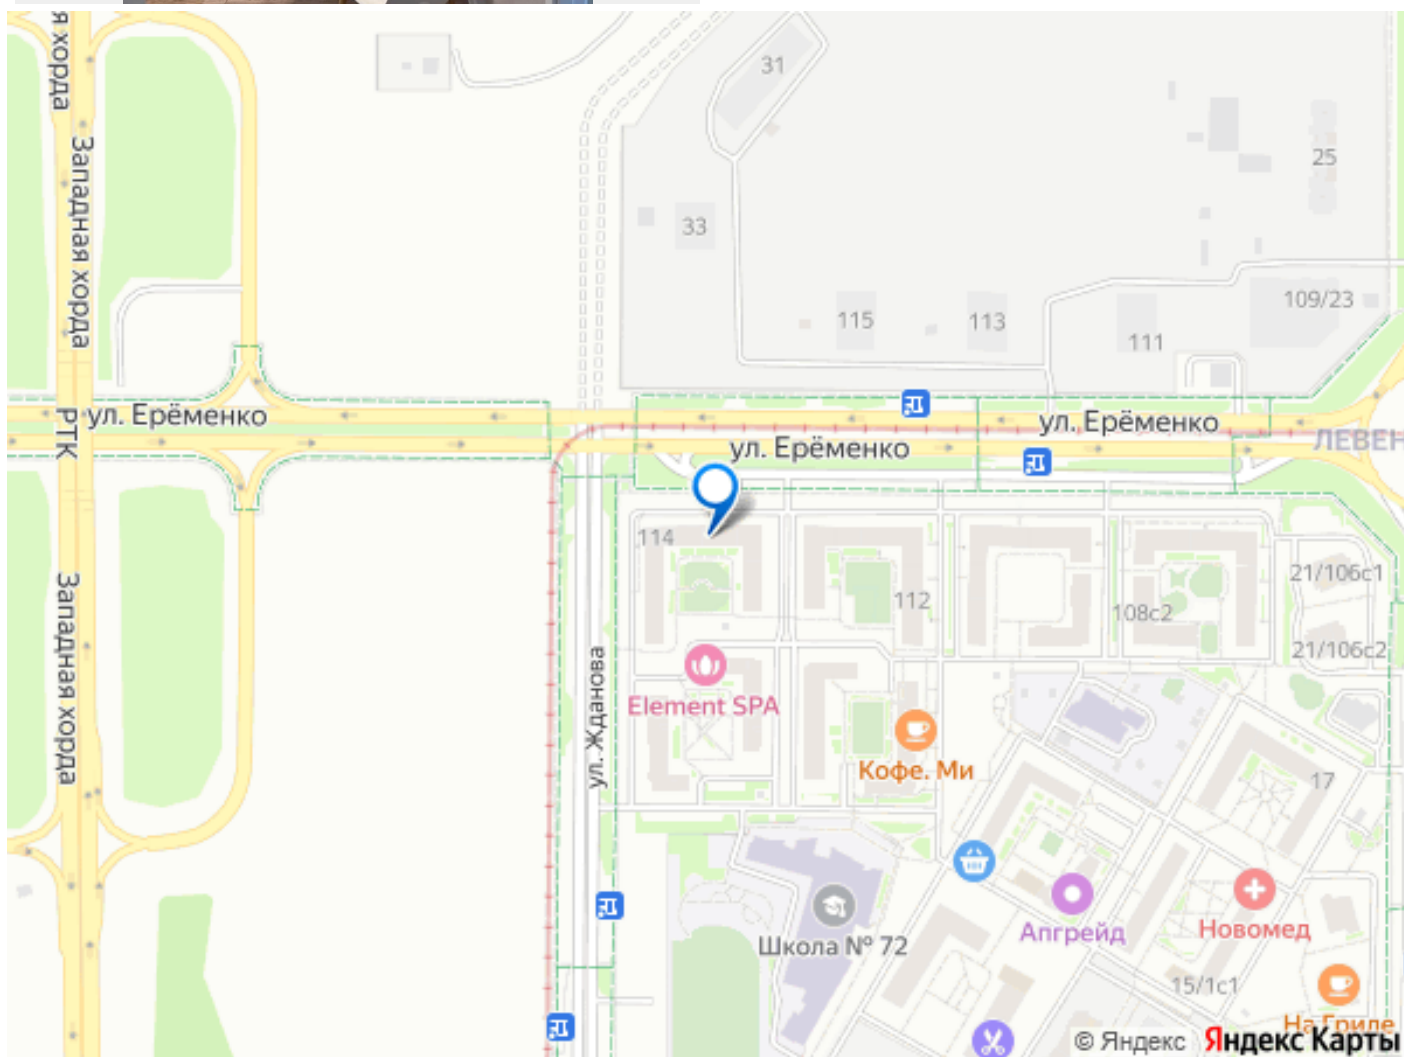 я хорда
31
Западная хорда
25
33
109/23
115
113
111
ул. Ерёменко
РТК
ул. Ерёменко
ул. Ерёменко
ЛЕВЕН
114
21/106с1
112
108с2
Западная хорда
21/106с2
ул. Жданова
Element SPA
Кофе. Ми
17
Школа № 72
Апгрейд
Новомед
15/1с1
На Гриле
© Яндекс Яндекс Карты